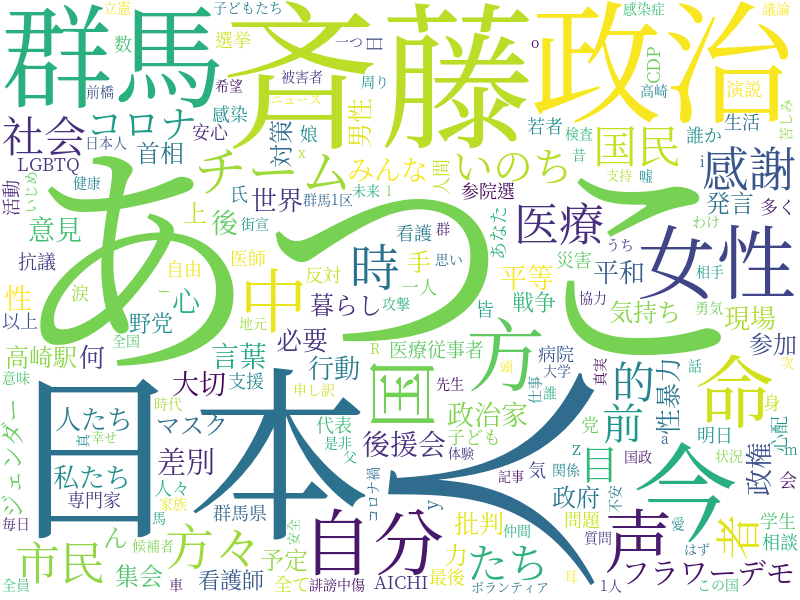 立憲
子どもたち
感染症
議論
群馬
斉藤
政治
数
選挙
一つ
日
o
CDP
高崎
前橋
希望
被害者
周り
演説
社会
コロナ
感染
ニュース
男性
苦しみ
日本人
安心
対策
若者
検査
誰か
生活
LGBTQ
首相
娘
x
チーム
みんな
人間
いのち
昔
国民
支持
嘘
i
感謝
活動
いじめ
健康
氏
世界
未来
l
群馬1区
参院選
発言
多く
意見
上
後
街宣
あなた
あつこ
看護
群
医療
うち
女性
わけ
抗議
涙
自由
医師
反対
手
思い
平等
災害
平和
相手
性
心
時
一人
以上
野党
地元
中
暮らし
攻撃
皆
戦争
協力
気持ち
勇気
現場
高崎駅
何
全国
言葉
必要
R
医療従事者
方
病院
真実
参加
話
次
意味
大切
支援
行動
頭
先生
大学
的
命
日本
人
国
今
人たち
時代
申し訳
政治家
仕事
誰
前
性暴力
身
ジェンダー
真
幸せ
マスク
代表
後援会
子ども
党
a
明日
心配
私たち
差別
是非
父
体験
z
目
政権
m
専門家
人々
コロナ禍
気
記事
関係
国政
状況
会
毎日
家族
群馬県
自分
y
政府
不安
声
者
市民
ん
馬
安全
批判
仲間
問題
愛
学生
候補者
方々
予定
力
たち
質問
はず
相談
全員
集会
車
看護師
全て
誹謗中傷
AICHI
最後
ボランティア
耳
1人
フラワーデモ
この国